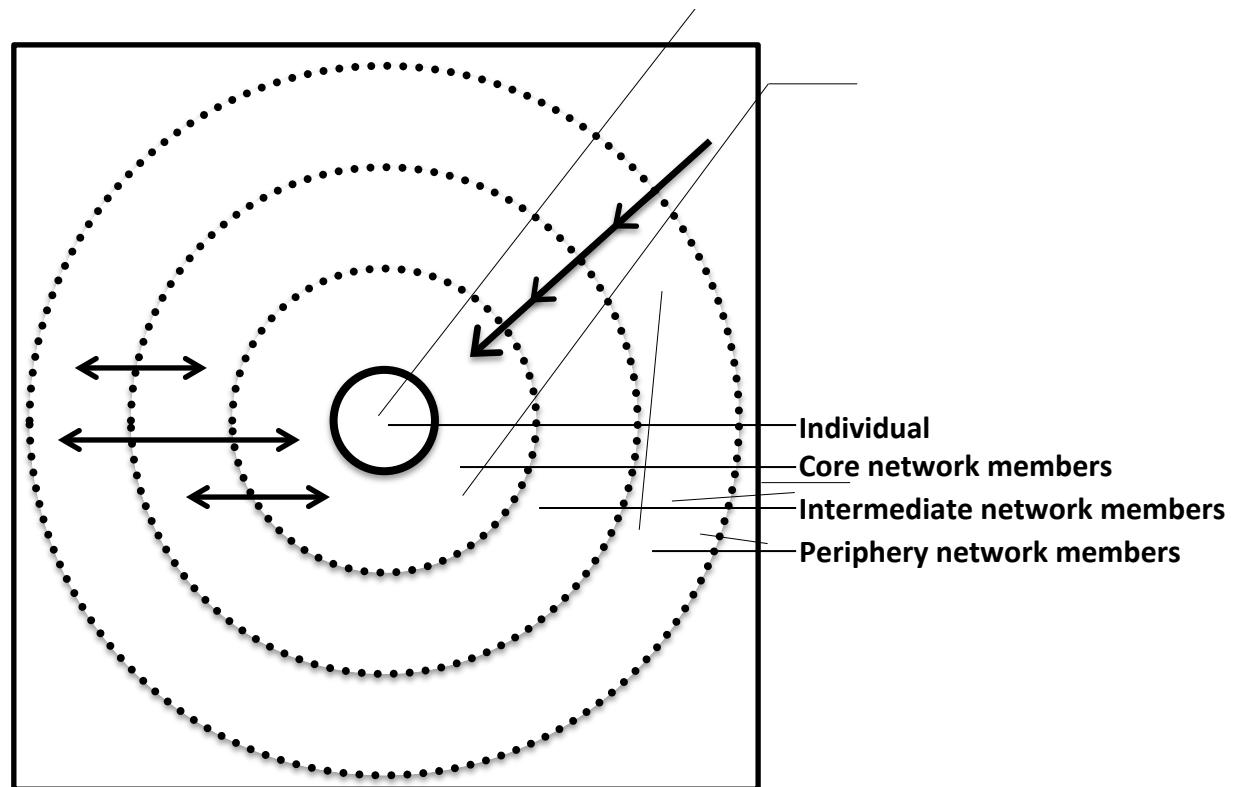 Individual
Core network members
Intermediate network members
Periphery network members